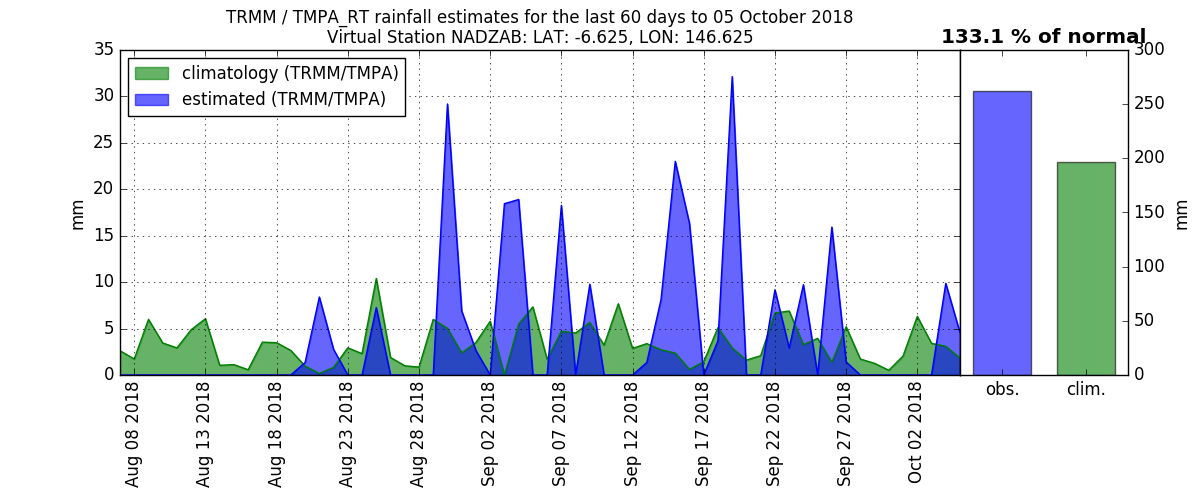 TRMM / TMPA_RT rainfall estimates for the last 60 days to 05 October 2018
Virtual Station NADZAB: LAT: -6.625, LON: 146.625
133.1 % of normal
climatology (TRMM/TMPA)
estimated (TRMM/TMPA)
35
30
25
20
15
10
5
0
mm
Aug 08 2018
Aug 13 2018
Aug 18 2018
Aug 23 2018
Aug 28 2018
Sep 02 2018
Sep 07 2018
Sep 12 2018
Sep 17 2018
Sep 22 2018
Sep 27 2018
Oct 02 2018
obs.
clim.
300
250
200
150
100
50
0
mm